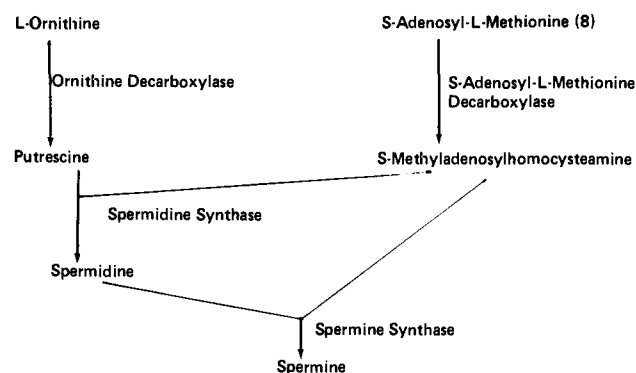 L-Ornithine
S-Adenosyl-L-Methionine (8)
Ornithine Decarboxylase
S-Adenosyl-L-Methionine
Decarboxylase
Putrescine
S-Methyladenosylhomocysteamine
Spermidine Synthase
Spermidine
Spermine Synthase
Spermine